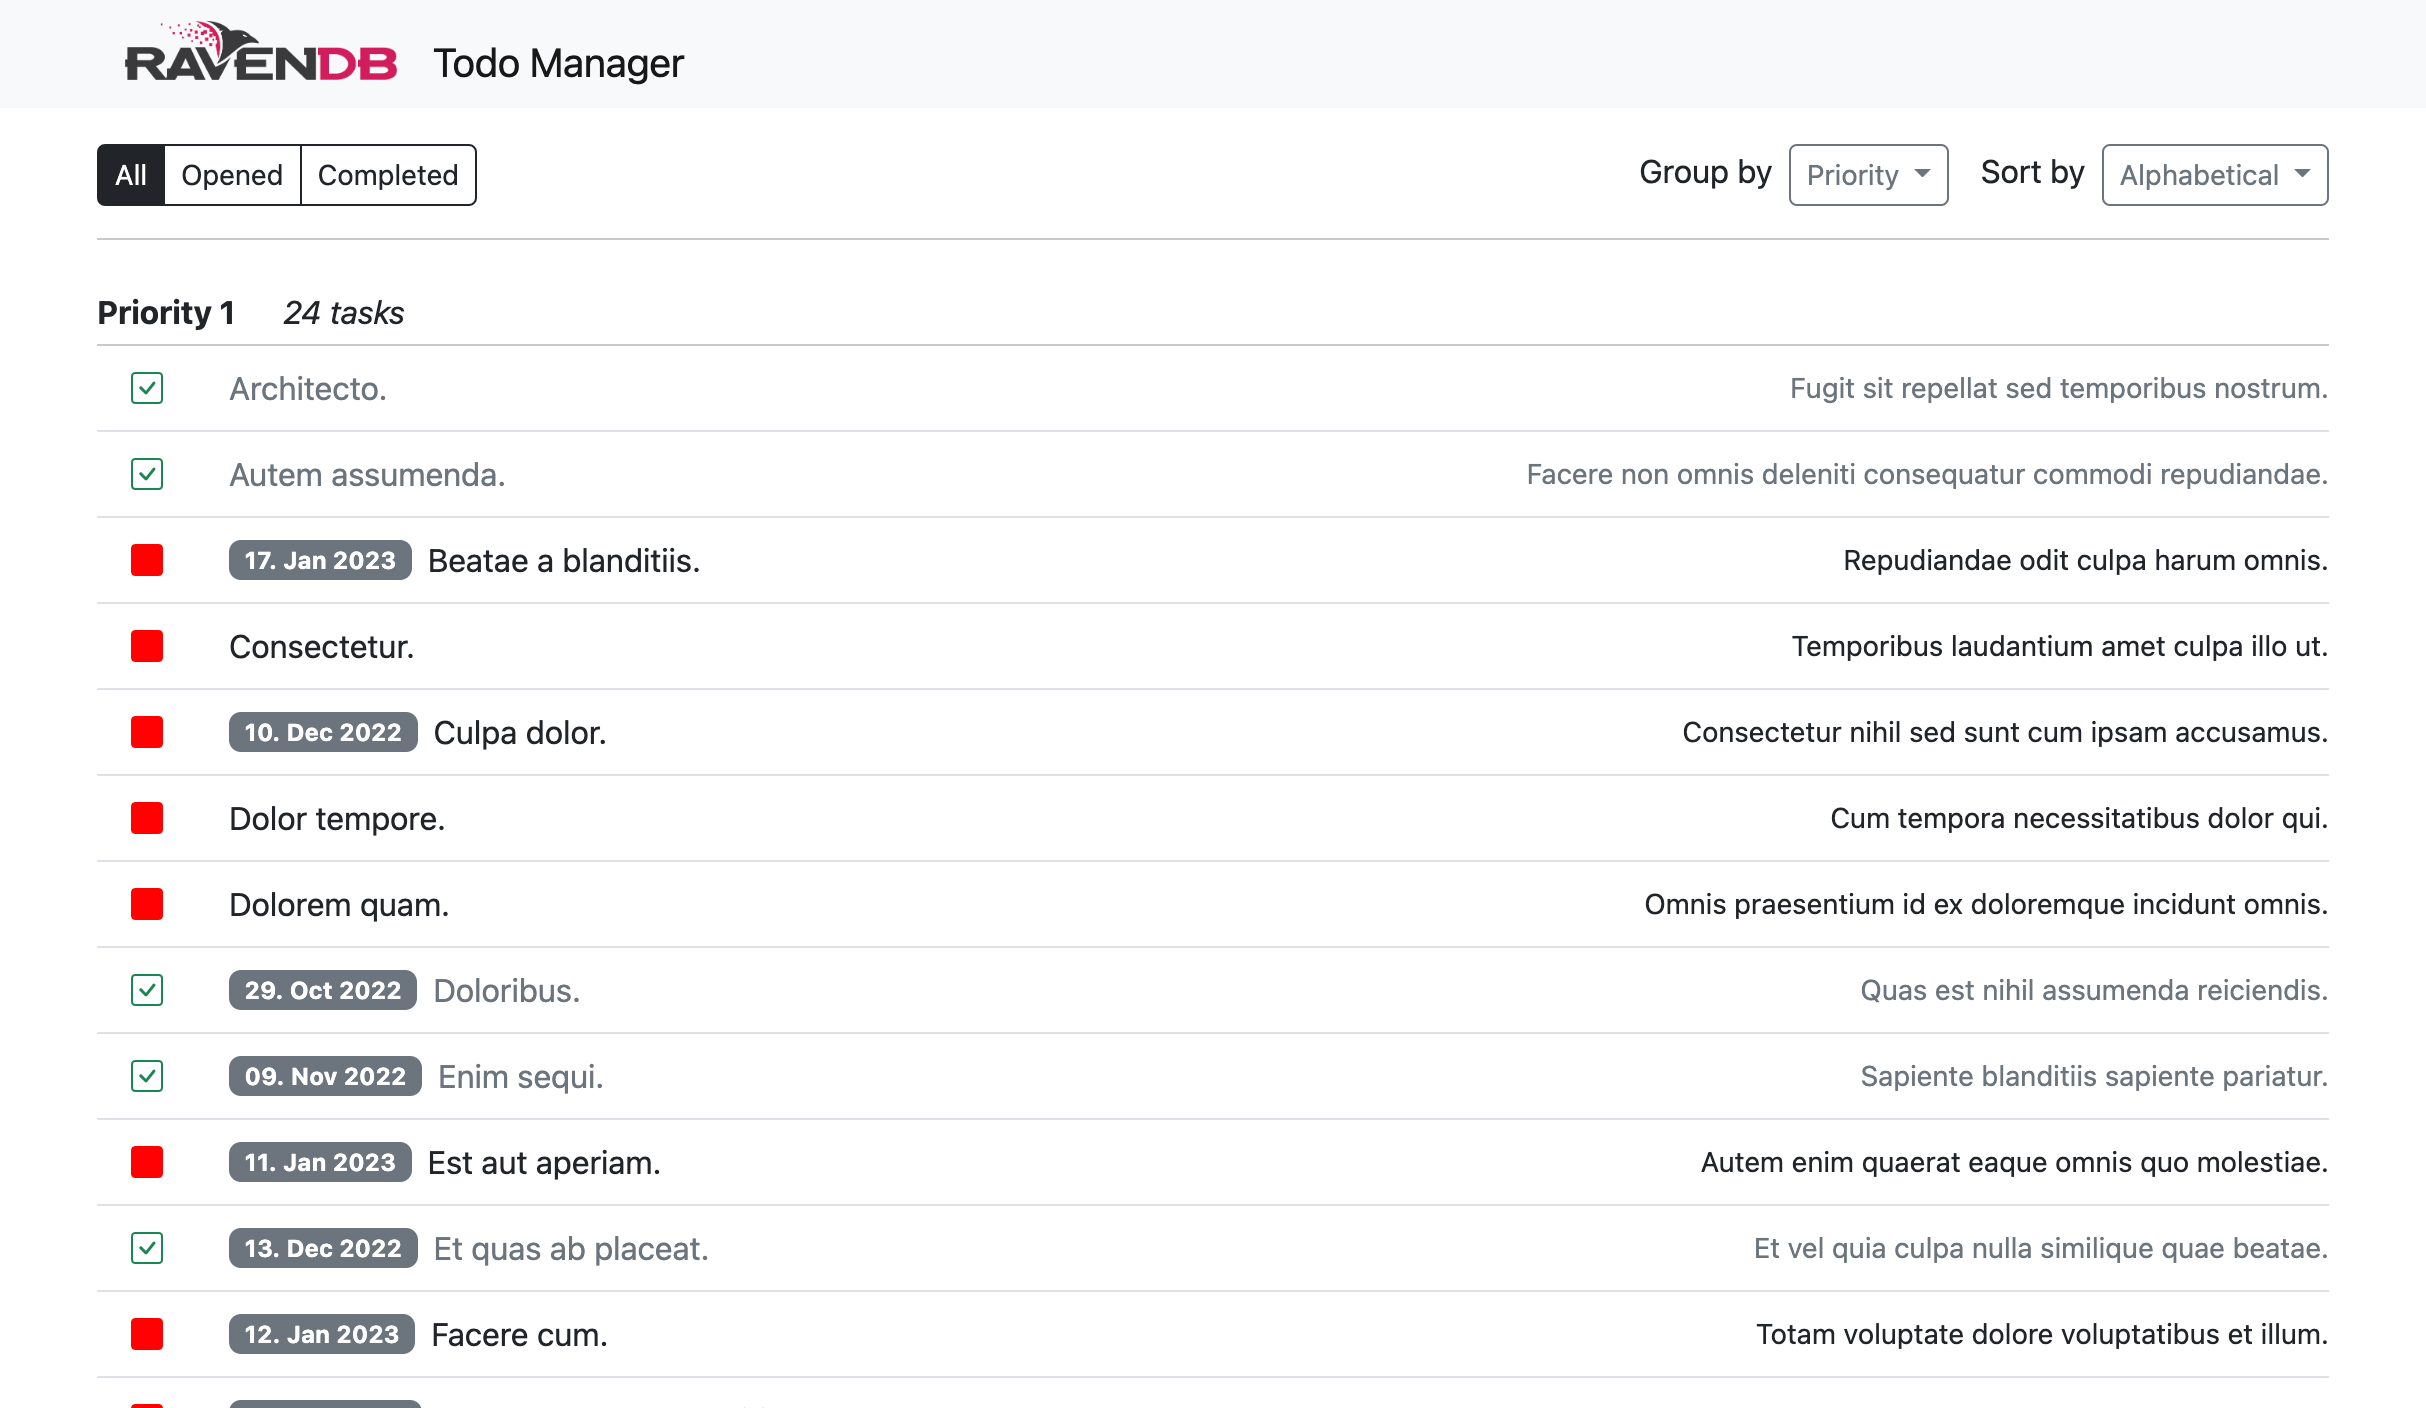 RAVENDB Todo Manager
All Opened Completed Group by Priority Sort by Alphabetical
Priority 1 24 tasks
Architecto. Fugit sit repellat sed temporibus nostrum.
Autem assumenda. Facere non omnis deleniti consequatur commodi repudiandae.
17. Jan 2023 Beatae a blanditiis. Repudiandae odit culpa harum omnis.
Consectetur. Temporibus laudantium amet culpa illo ut.
10. Dec 2022 Culpa dolor. Consectetur nihil sed sunt cum ipsam accusamus.
Dolor tempore. Cum tempora necessitatibus dolor qui.
Dolorem quam. Omnis praesentium id ex doloremque incidunt omnis.
29. Oct 2022 Doloribus. Quas est nihil assumenda reiciendis.
09. Nov 2022 Enim sequi. Sapiente blanditiis sapiente pariatur.
11. Jan 2023 Est aut aperiam. Autem enim quaerat eaque omnis quo molestiae.
13. Dec 2022 Et quas ab placeat. Et vel quia culpa nulla similique quae beatae.
12. Jan 2023 Facere cum. Totam voluptate dolore voluptatibus et illum.